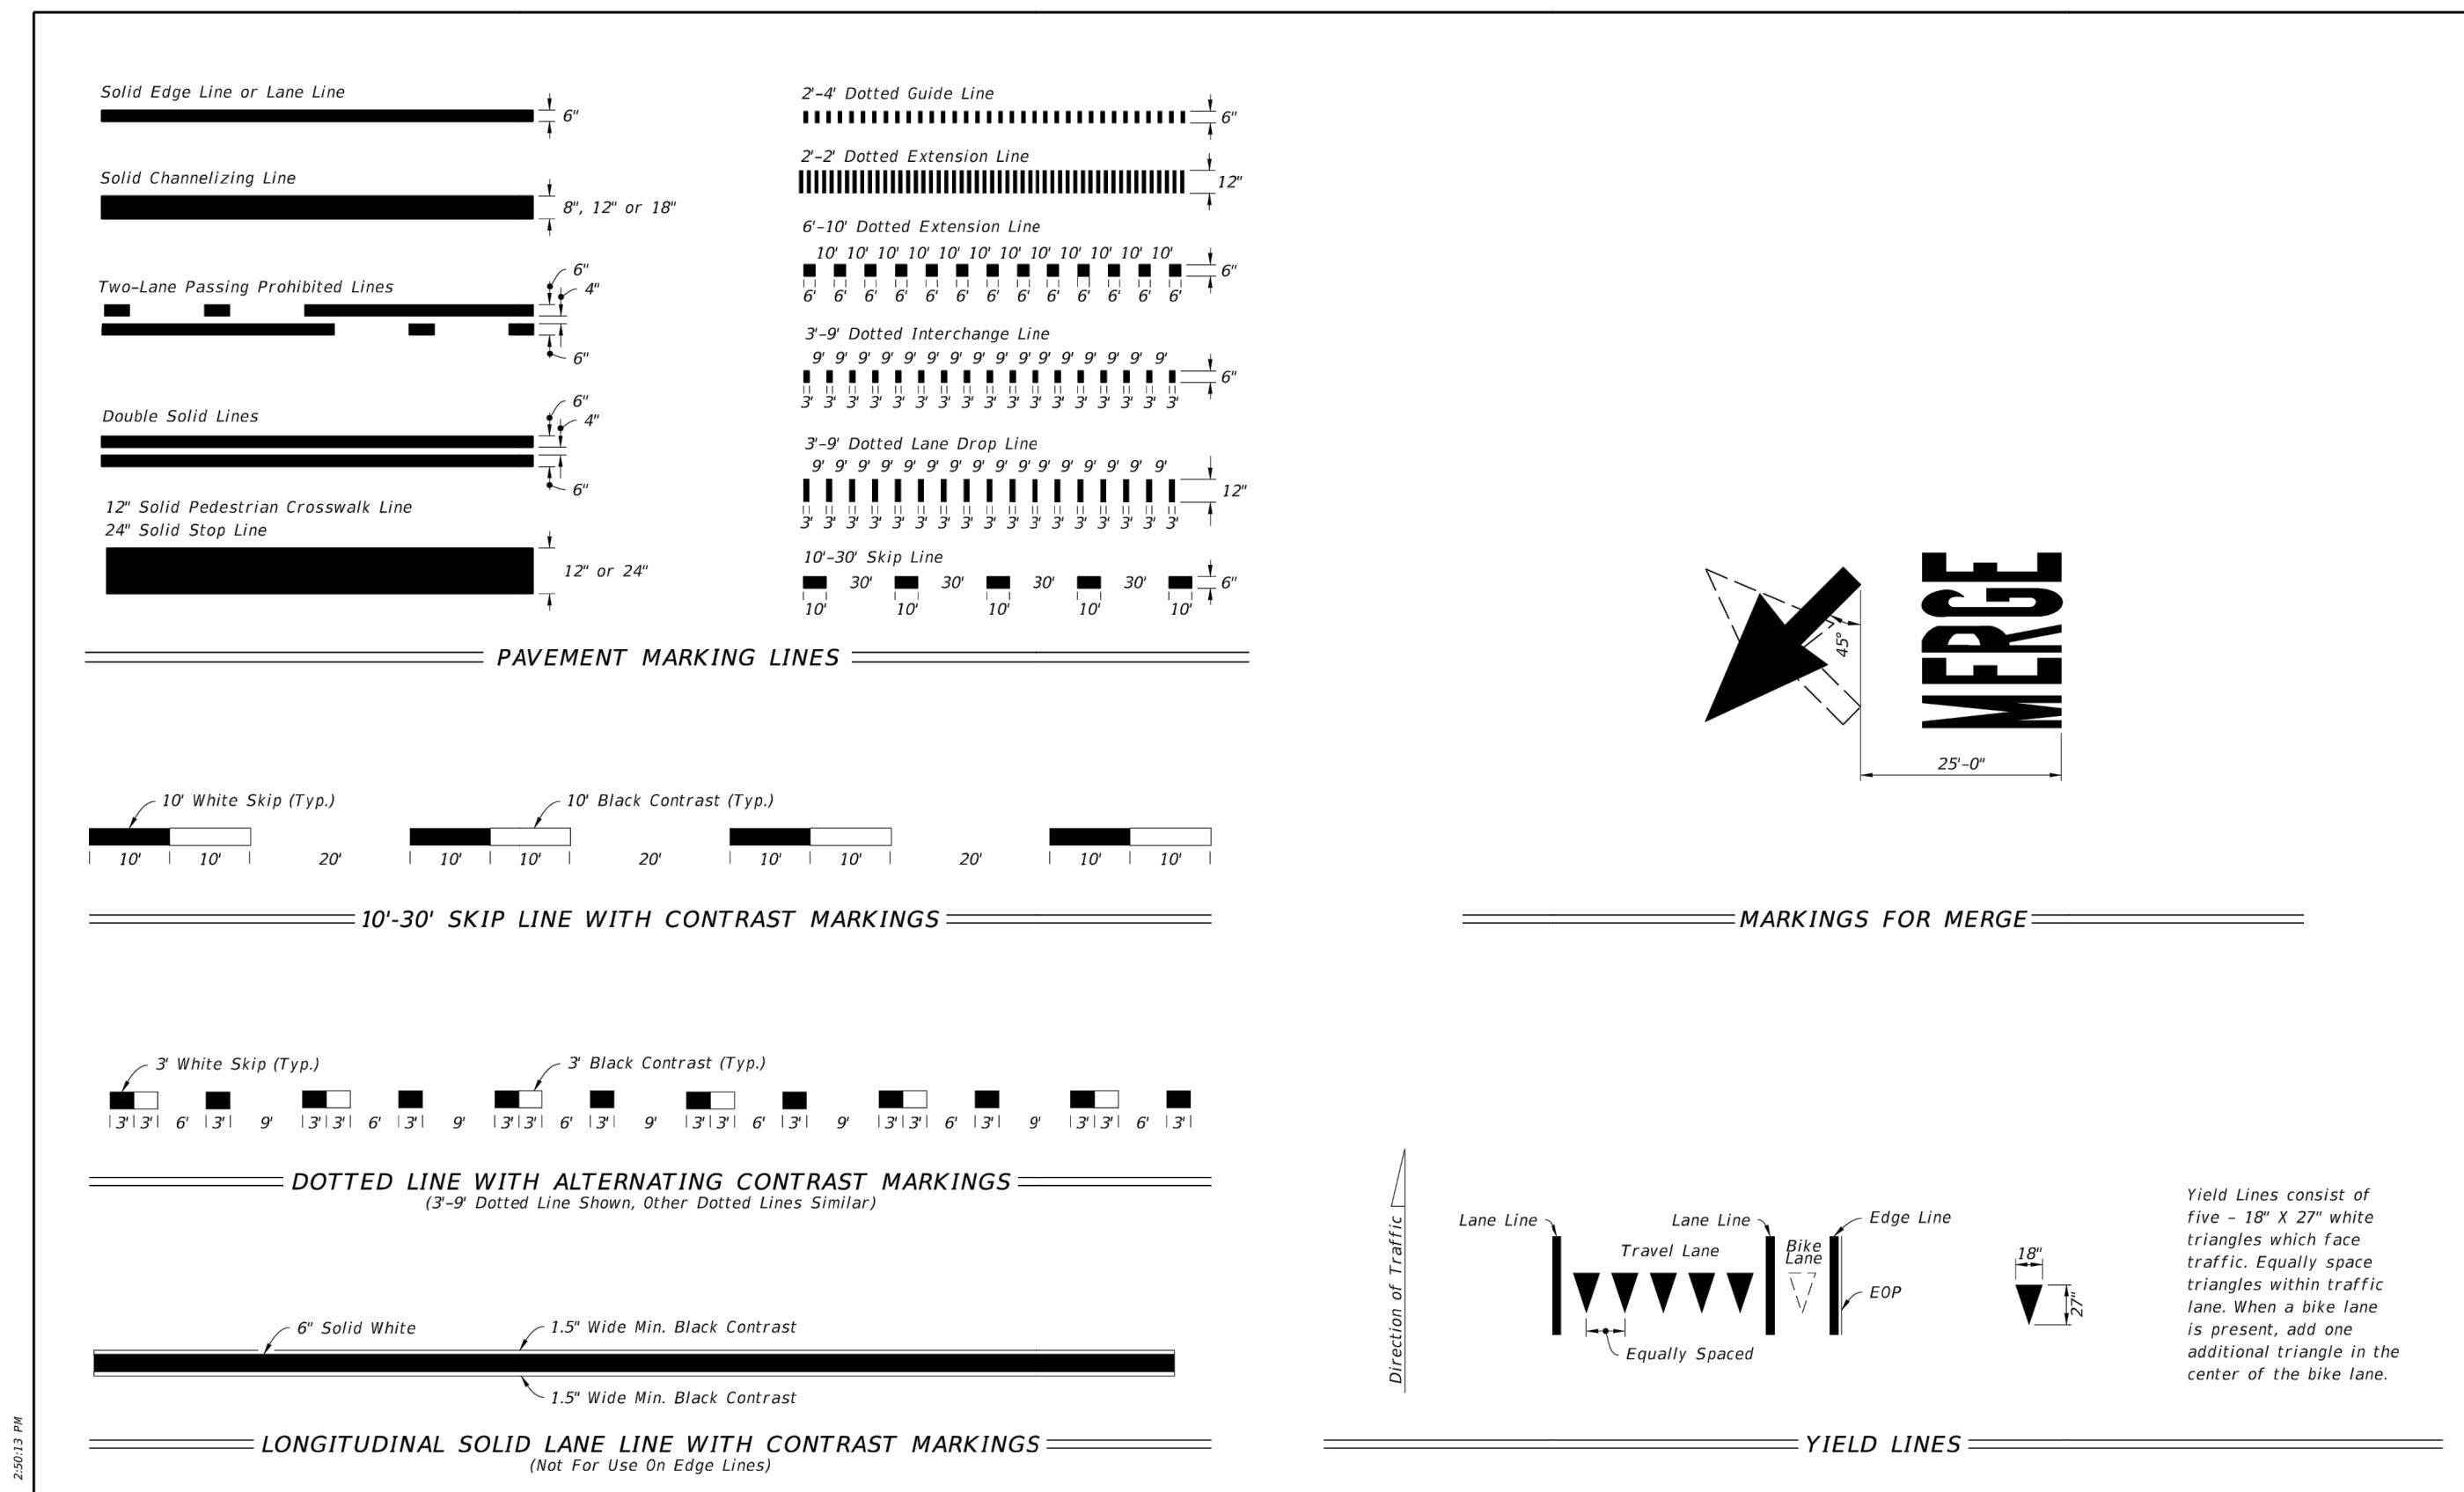 Solid Edge Line or Lane Line
6"
Solid Channelizing Line
8", 12" or 18"
Two-Lane Passing Prohibited Lines
6"
4"
6"
Double Solid Lines
6"
4"
6"
12" Solid Pedestrian Crosswalk Line
24" Solid Stop Line
12" or 24"
2'-4' Dotted Guide Line
6"
2'-2' Dotted Extension Line
12"
6'-10' Dotted Extension Line
10' 10' 10' 10' 10' 10' 10' 10' 10' 10' 10' 10'
6"
6' 6' 6' 6' 6' 6' 6' 6' 6' 6' 6' 6' 6'
3'-9' Dotted Interchange Line
9' 9' 9' 9' 9' 9' 9' 9' 9' 9' 9' 9' 9' 9' 9' 9'
6"
3' 3' 3' 3' 3' 3' 3' 3' 3' 3' 3' 3' 3' 3' 3' 3' 3'
3'-9' Dotted Lane Drop Line
9' 9' 9' 9' 9' 9' 9' 9' 9' 9' 9' 9' 9' 9' 9' 9'
12"
3' 3' 3' 3' 3' 3' 3' 3' 3' 3' 3' 3' 3' 3' 3' 3' 3'
10'-30' Skip Line
30' 30' 30' 30'
6"
10' 10' 10' 10' 10'
PAVEMENT MARKING LINES
10' White Skip (Typ.)
10' Black Contrast (Typ.)
10' 10' 20' 10' 10' 20' 10' 10' 20' 10' 10'
10'-30' SKIP LINE WITH CONTRAST MARKINGS
3' White Skip (Typ.)
3' Black Contrast (Typ.)
3' 3' 6' 3' 9' 3' 3' 6' 3' 9' 3' 3' 6' 3' 9' 3' 3' 6' 3' 9' 3' 3' 6' 3' 9' 3' 3' 6' 3'
DOTTED LINE WITH ALTERNATING CONTRAST MARKINGS
(3'-9' Dotted Line Shown, Other Dotted Lines Similar)
6" Solid White
1.5" Wide Min. Black Contrast
1.5" Wide Min. Black Contrast
LONGITUDINAL SOLID LANE LINE WITH CONTRAST MARKINGS
(Not For Use On Edge Lines)
45°
MERGE
25'-0"
MARKINGS FOR MERGE
Direction of Traffic
Lane Line
Lane Line
Edge Line
Travel Lane
Bike
Lane
EOP
Equally Spaced
18"
27"
Yield Lines consist of
five - 18" X 27" white
triangles which face
traffic. Equally space
triangles within traffic
lane. When a bike lane
is present, add one
additional triangle in the
center of the bike lane.
YIELD LINES
2:50:13 PM